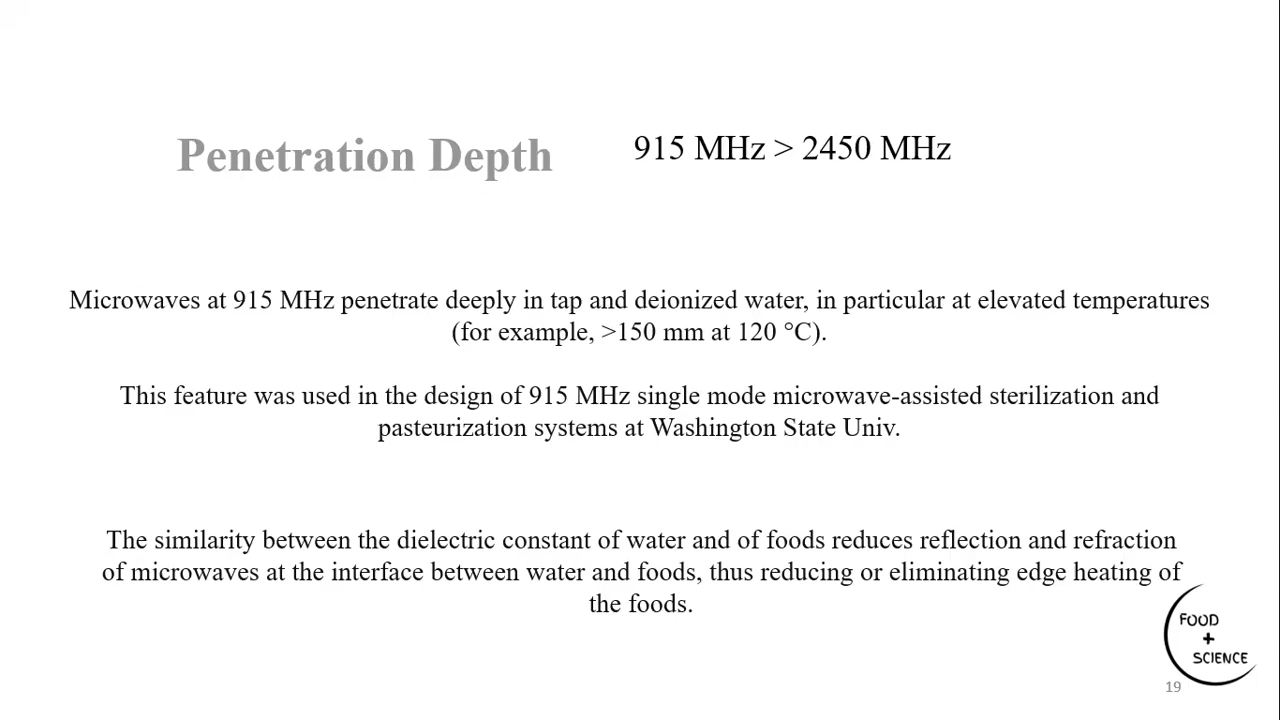 Penetration Depth
915 MHz > 2450 MHz
Microwaves at 915 MHz penetrate deeply in tap and deionized water, in particular at elevated temperatures
(for example, >150 mm at 120 °C).
This feature was used in the design of 915 MHz single mode microwave-assisted sterilization and
pasteurization systems at Washington State Univ.
The similarity between the dielectric constant of water and of foods reduces reflection and refraction
of microwaves at the interface between water and foods, thus reducing or eliminating edge heating of
the foods.
FOOD
+
SCIENCE
19